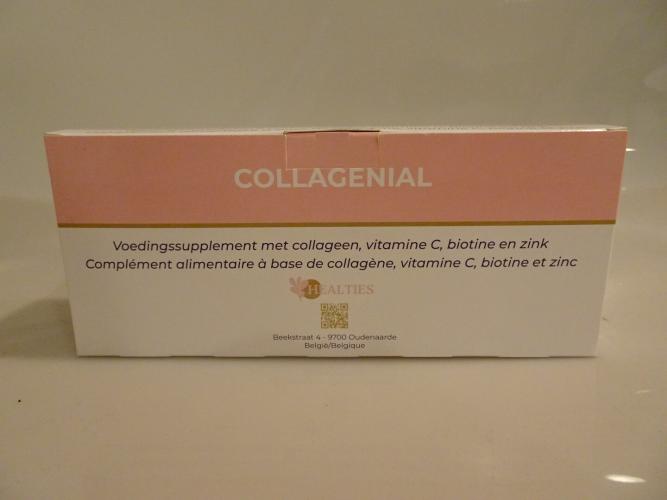 COLLAGENIAL
Voedingssupplement met collageen, vitamine C, biotine en zink
Complément alimentaire à base de collagène, vitamine C, biotine et zinc
HEALTIES
Beekstraat 4 - 9700 Oudenaarde
België/Belgique